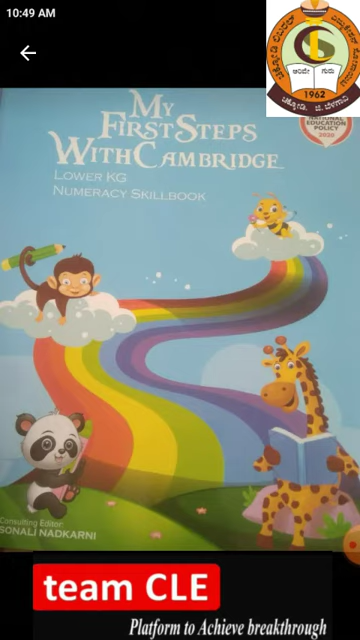 10:49 AM
ಅಂದೇ ಗುರು
1962
NATIONAL
EDUCATION
POLICY
2020
MY
FIRST STEPS
WITH CAMBRIDGE
LOWER KG
NUMERACY SKILLBOOK
Consulting Editor:
SONALI NADKARNI
team CLE
Platform to Achieve breakthrough